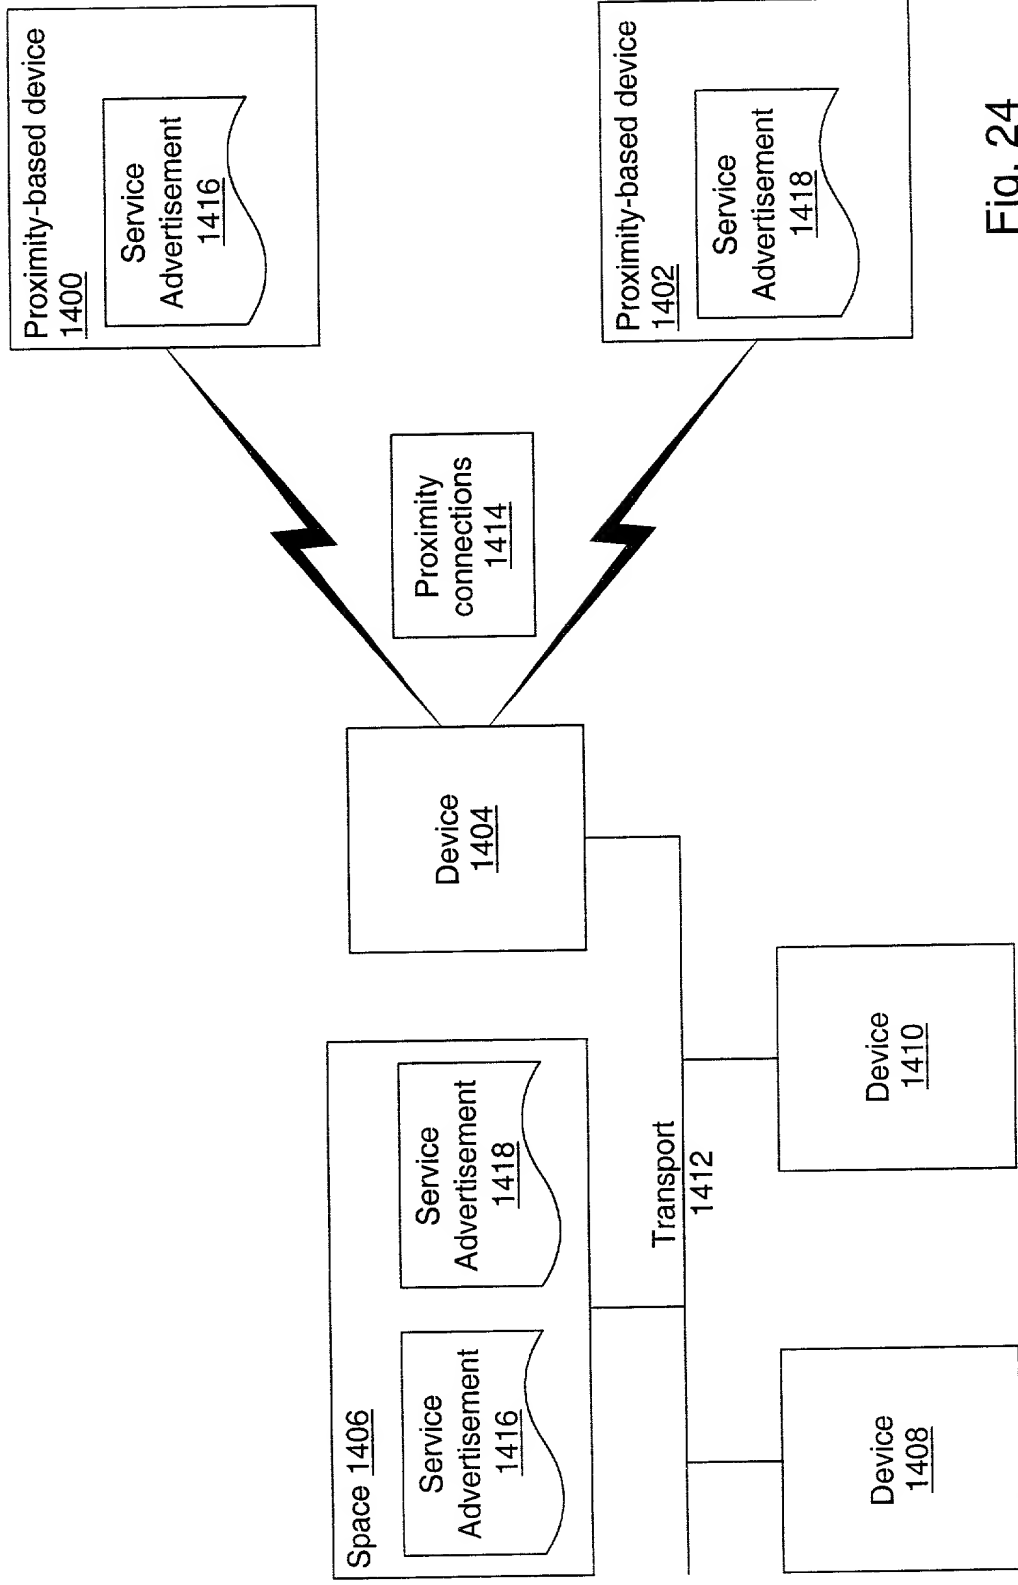 Proximity-based device
1400
Service
Advertisement
1416
Proximity-based device
1402
Service
Advertisement
1418
Proximity
connections
1414
Device
1404
Space 1406
Service
Advertisement
1416
Service
Advertisement
1418
Transport
1412
Device
1408
Device
1410
Fig. 24